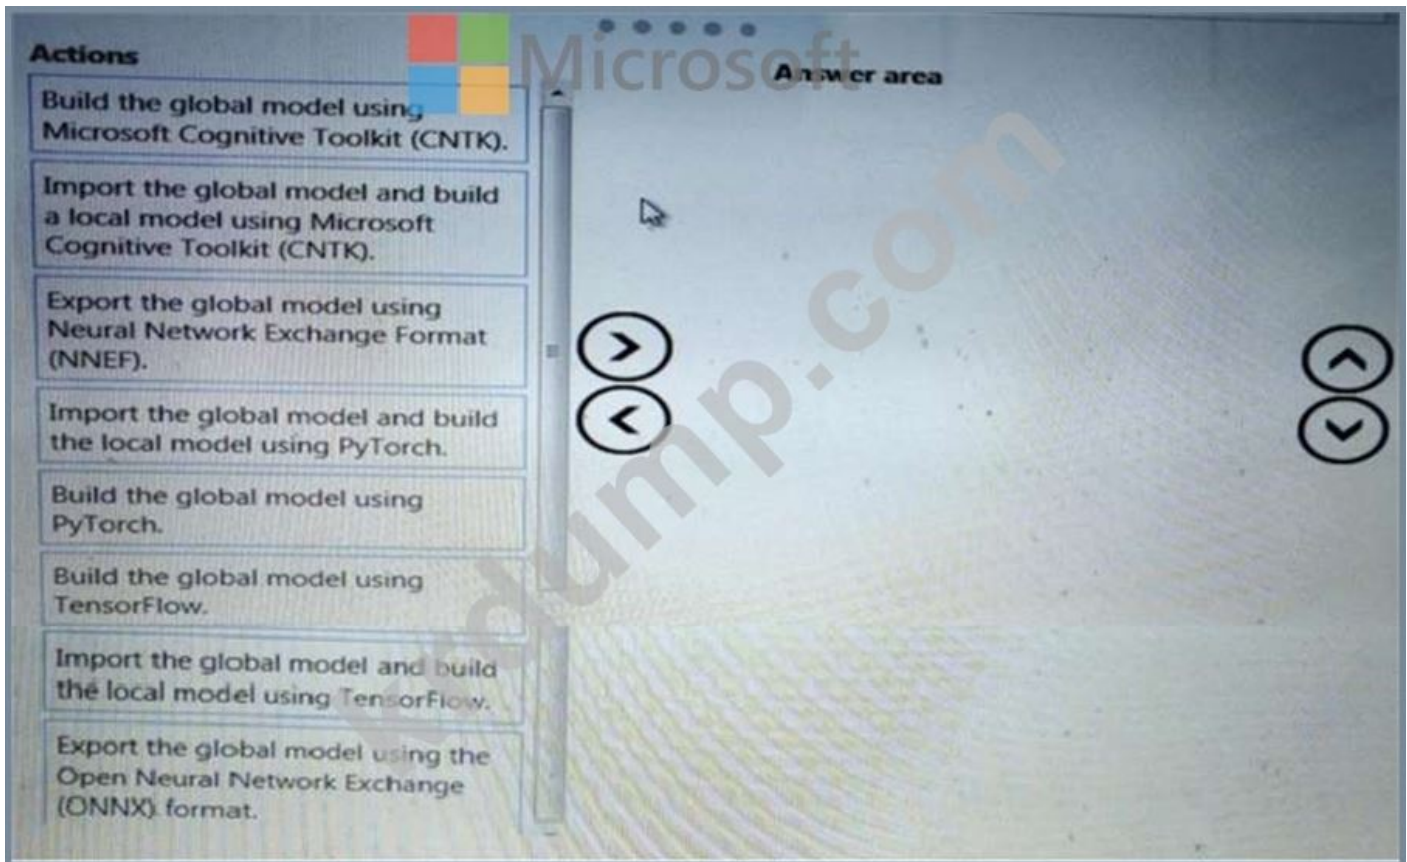 Microsoft
Actions
Answer area
Build the global model using
Microsoft Cognitive Toolkit (CNTK).
Import the global model and build
a local model using Microsoft
Cognitive Toolkit (CNTK).
Export the global model using
Neural Network Exchange Format
(NNEF).
Import the global model and build
the local model using PyTorch.
Build the global model using
PyTorch.
Build the global model using
TensorFlow.
Import the global model and build
the local model using TensorFlow.
Export the global model using the
Open Neural Network Exchange
(ONNX) format.
dump.com